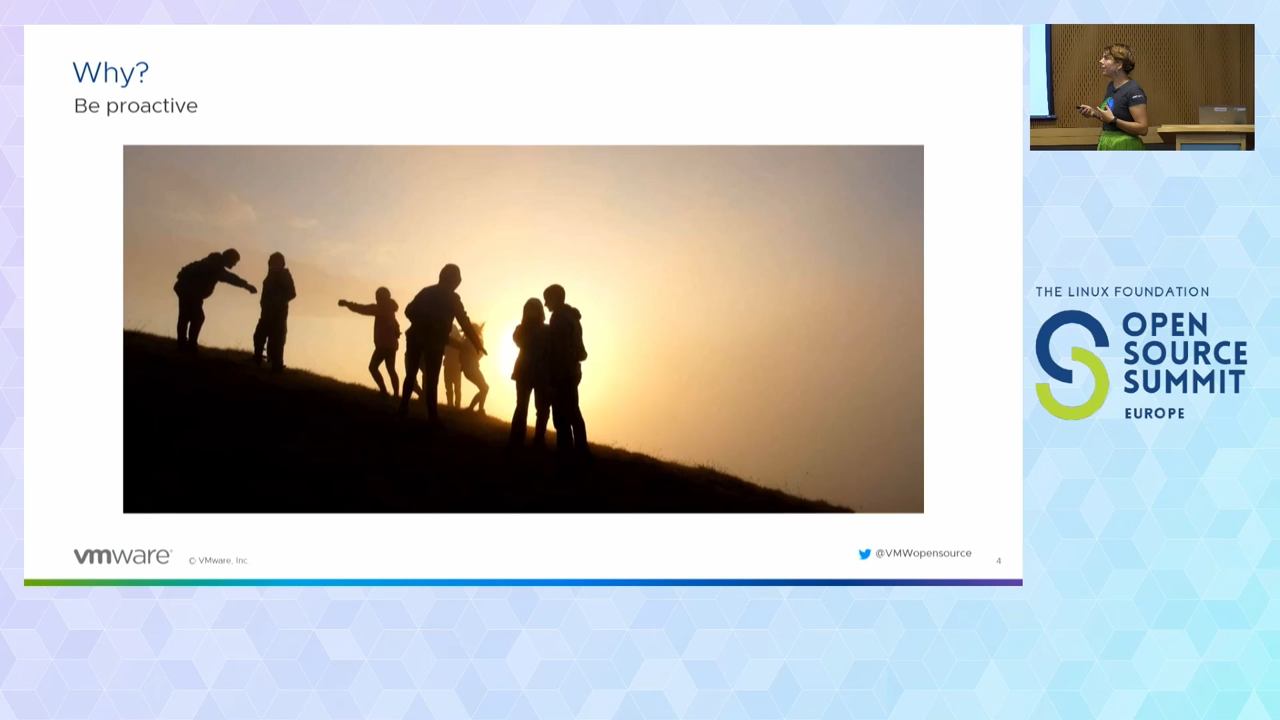 Why?
Be proactive
vmware
© VMware, Inc.
@VMWopensource
4
THE LINUX FOUNDATION
OPEN
SOURCE
SUMMIT
EUROPE